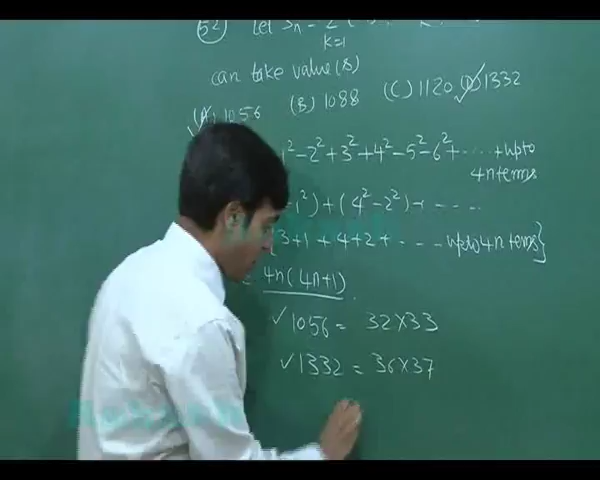 52 Let Sn =
K=1
can take value(s)
(A) 1056 (B) 1088 (C) 1120 (D) 1332
1² - 2² + 3² + 4² - 5² - 6² + ..... + upto
4n terms
1²) + (4² - 2²) + ....
{3+1 + 4+2 + ... upto 4n terms}
= 4n(4n+1).
✓1056 = 32×33
✓1332 = 36×37